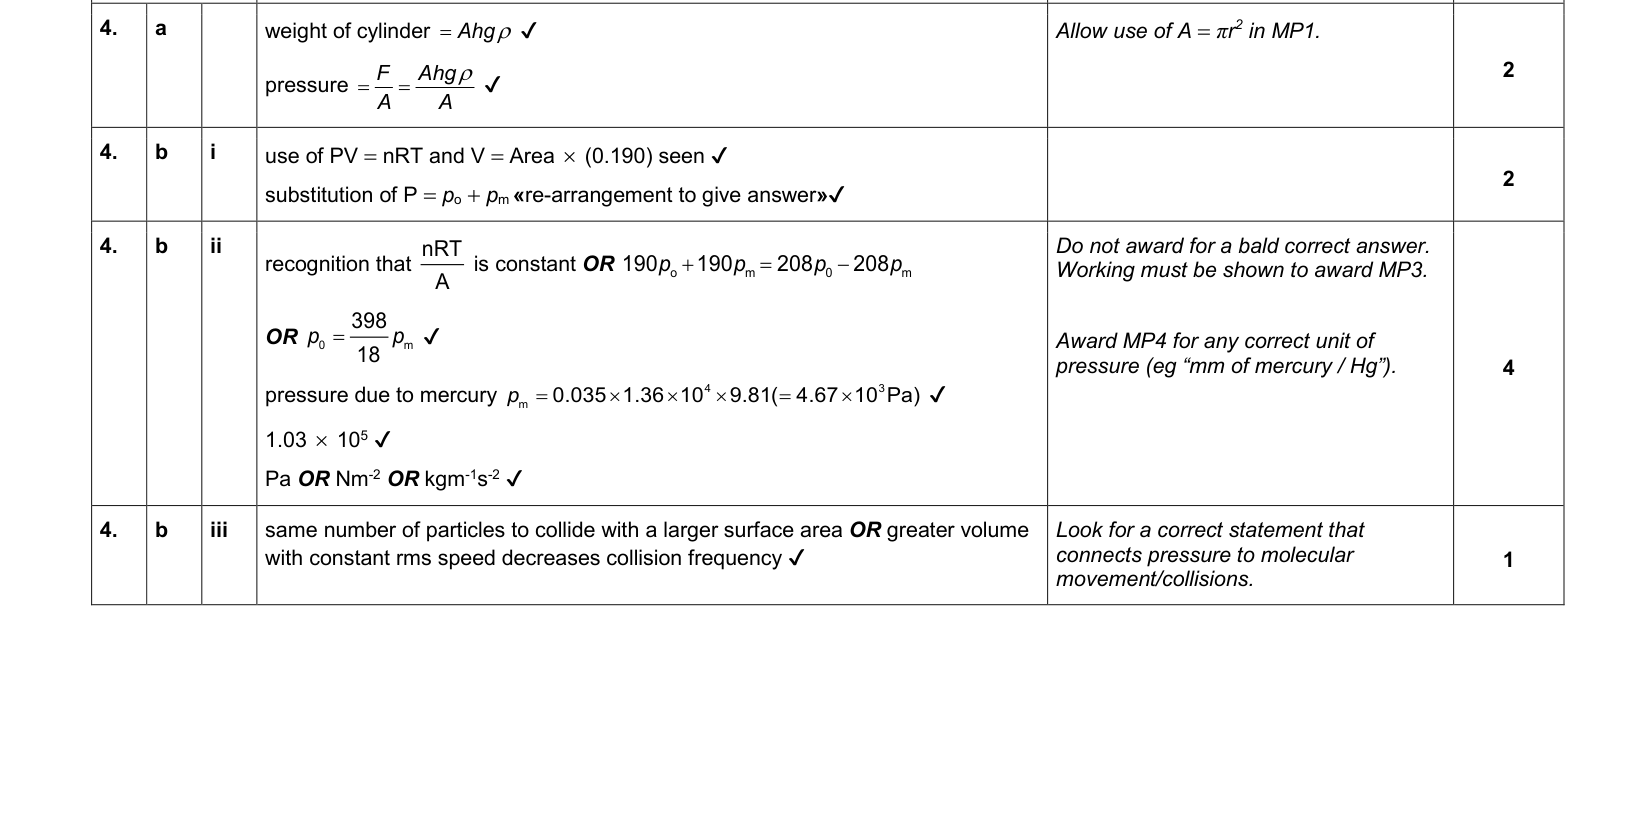 4. a weight of cylinder = Ahgρ ✓ Allow use of A = πr² in MP1. 2
pressure = F/A = Ahgρ/A ✓
4. b i use of PV = nRT and V = Area × (0.190) seen ✓ 2
substitution of P = pₒ + pₘ «re-arrangement to give answer»✓
4. b ii recognition that nRT/A is constant OR 190pₒ + 190pₘ = 208p₀ − 208pₘ Do not award for a bald correct answer.
Working must be shown to award MP3. 4
OR p₀ = 398/18 pₘ ✓ Award MP4 for any correct unit of
pressure (eg “mm of mercury / Hg”).
pressure due to mercury pₘ = 0.035×1.36×10⁴×9.81(= 4.67×10³Pa) ✓
1.03 × 10⁵ ✓
Pa OR Nm⁻² OR kgm⁻¹s⁻² ✓
4. b iii same number of particles to collide with a larger surface area OR greater volume Look for a correct statement that
with constant rms speed decreases collision frequency ✓ connects pressure to molecular 1
movement/collisions.